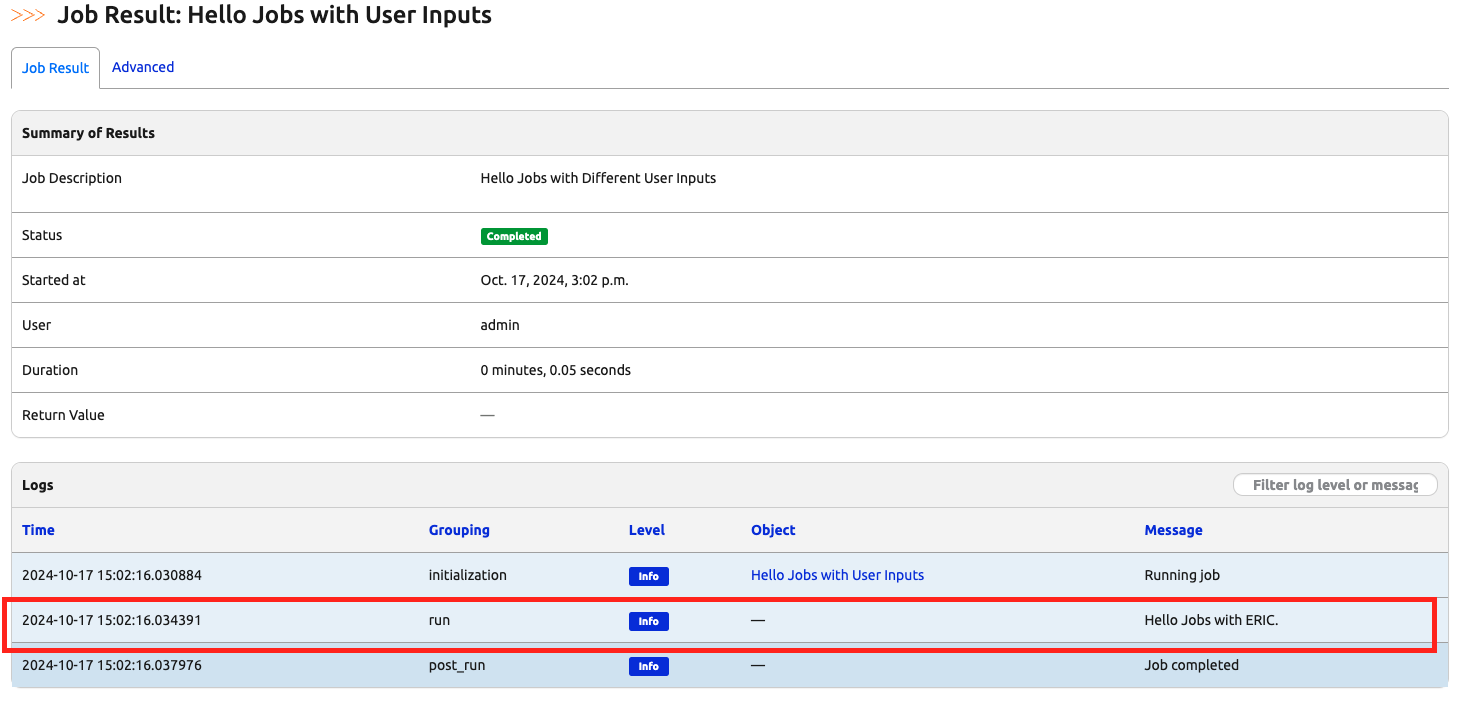 >>> Job Result: Hello Jobs with User Inputs
Job Result Advanced
Summary of Results
Job Description Hello Jobs with Different User Inputs
Status Completed
Started at Oct. 17, 2024, 3:02 p.m.
User admin
Duration 0 minutes, 0.05 seconds
Return Value —
Logs Filter log level or messag
Time Grouping Level Object Message
2024-10-17 15:02:16.030884 initialization Info Hello Jobs with User Inputs Running job
2024-10-17 15:02:16.034391 run Info — Hello Jobs with ERIC.
2024-10-17 15:02:16.037976 post_run Info — Job completed